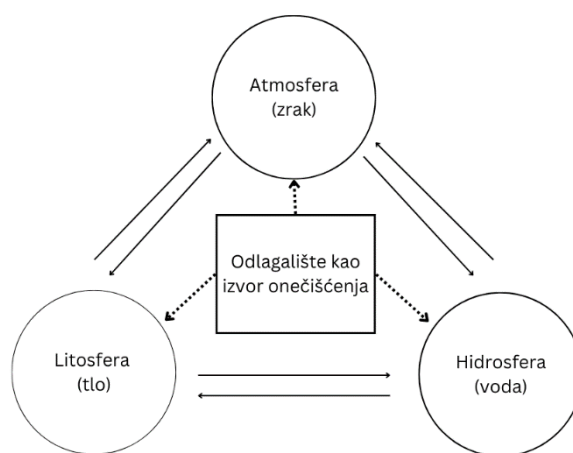 Atmosfera
(zrak)
Odlagalište kao
izvor onečišćenja
Litosfera
(tlo)
Hidrosfera
(voda)